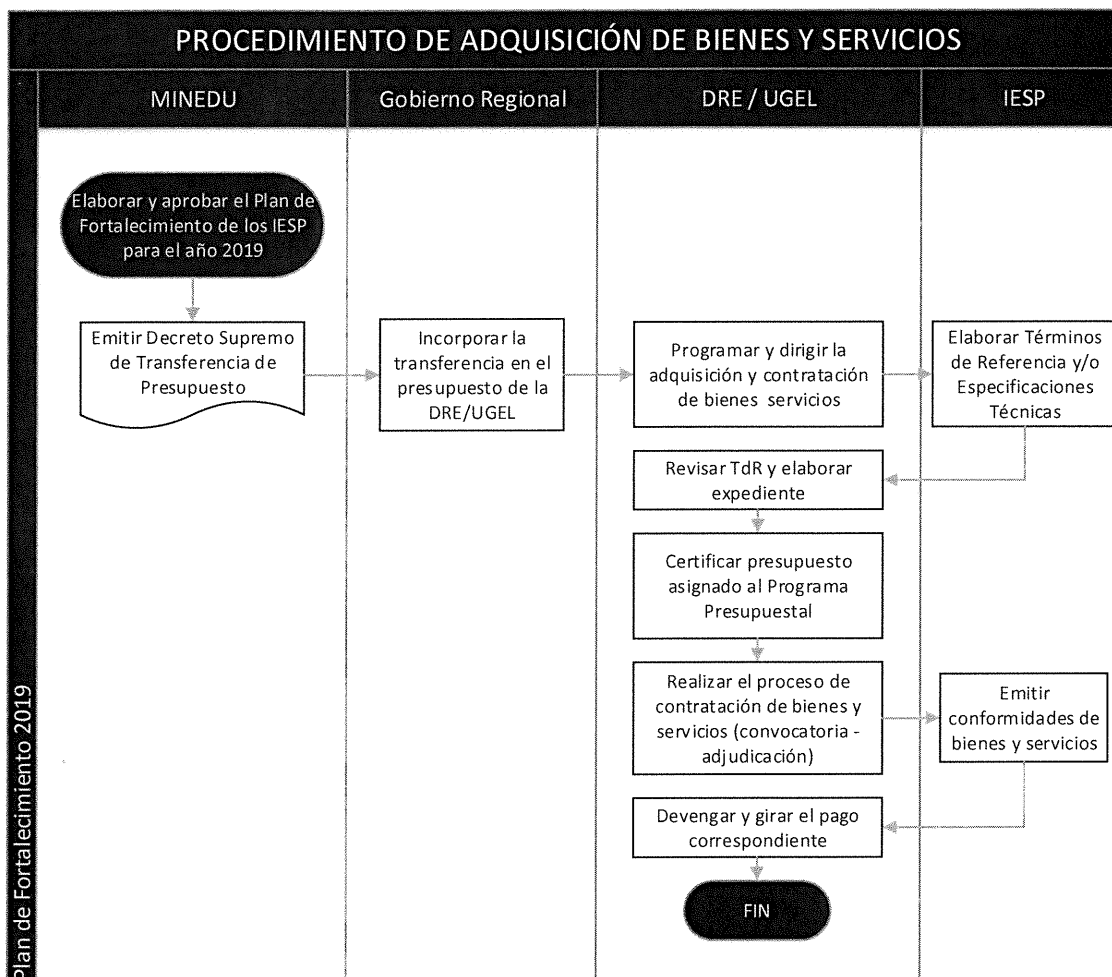 PROCEDIMIENTO DE ADQUISICIÓN DE BIENES Y SERVICIOS
MINEDU
Gobierno Regional
DRE / UGEL
IESP
Plan de Fortalecimiento 2019
Elaborar y aprobar el Plan de
Fortalecimiento de los IESP
para el año 2019
Emitir Decreto Supremo
de Transferencia de
Presupuesto
Incorporar la
transferencia en el
presupuesto de la
DRE/UGEL
Programar y dirigir la
adquisición y contratación
de bienes servicios
Elaborar Términos
de Referencia y/o
Especificaciones
Técnicas
Revisar TdR y elaborar
expediente
Certificar presupuesto
asignado al Programa
Presupuestal
Realizar el proceso de
contratación de bienes y
servicios (convocatoria -
adjudicación)
Emitir
conformidades de
bienes y servicios
Devengar y girar el pago
correspondiente
FIN